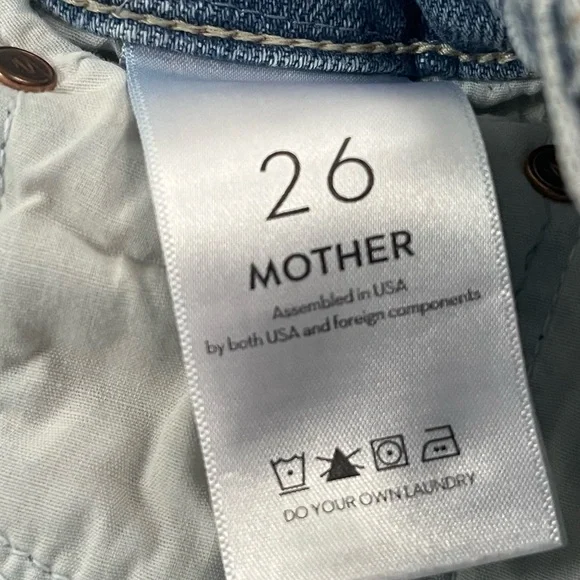 26
MOTHER
Assembled in USA
by both USA and foreign components
DO YOUR OWN LAUNDRY